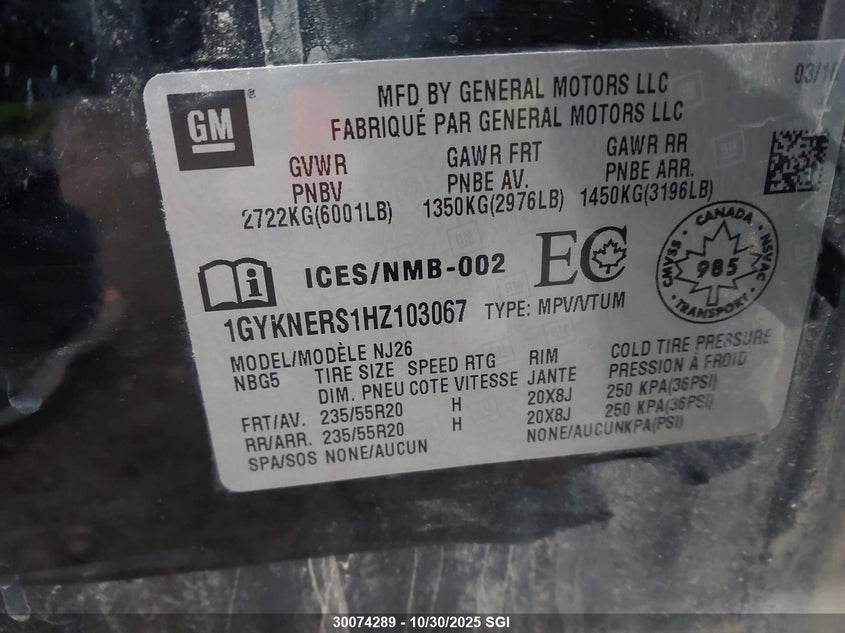 GM
MFD BY GENERAL MOTORS LLC
FABRIQUÉ PAR GENERAL MOTORS LLC
03/16
GVWR
PNBV
2722KG(6001LB)
GAWR FRT
PNBE AV.
1350KG(2976LB)
GAWR RR
PNBE ARR.
1450KG(3196LB)
ICES/NMB-002
EC
CANADA
CMVSS
NSVAC
985
TRANSPORT
1GYKNERS1HZ103067 TYPE: MPV/VTUM
MODEL/MODÈLE NJ26
NBG5 TIRE SIZE SPEED RTG RIM COLD TIRE PRESSURE
DIM. PNEU COTE VITESSE JANTE PRESSION À FROID
FRT/AV. 235/55R20 H 20X8J 250 KPA(36PSI)
RR/ARR. 235/55R20 H 20X8J 250 KPA(36PSI)
SPA/SOS NONE/AUCUN NONE/AUCUNKPA(PSI)
30074289 - 10/30/2025 SGI